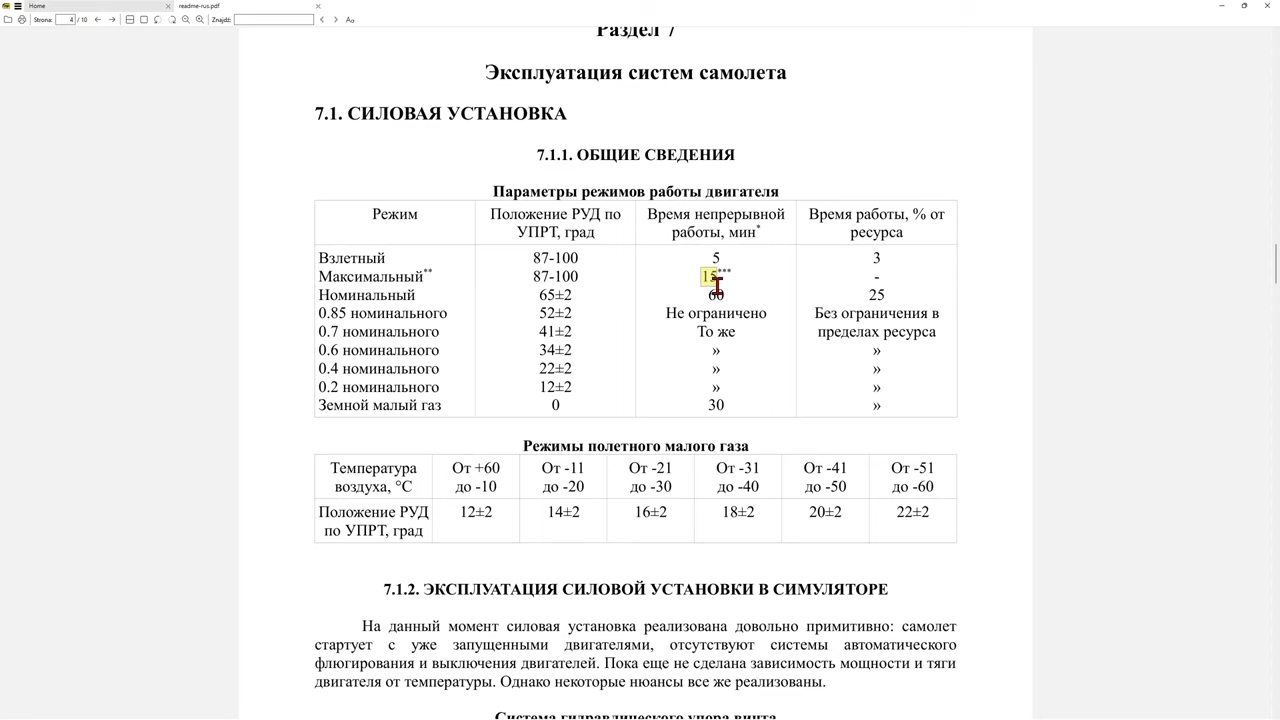 Home
readme-rus.pdf
Strona: 4 / 10
Znajdź:
Раздел 7
Эксплуатация систем самолета
7.1. СИЛОВАЯ УСТАНОВКА
7.1.1. ОБЩИЕ СВЕДЕНИЯ
Параметры режимов работы двигателя
Режим Положение РУД по УПРТ, град Время непрерывной работы, мин* Время работы, % от ресурса
Взлетный 87-100 5 3
Максимальный** 87-100 15*** -
Номинальный 65±2 60 25
0.85 номинального 52±2 Не ограничено Без ограничения в
0.7 номинального 41±2 То же пределах ресурса
0.6 номинального 34±2 » »
0.4 номинального 22±2 » »
0.2 номинального 12±2 » »
Земной малый газ 0 30 »
Режимы полетного малого газа
Температура От +60 От -11 От -21 От -31 От -41 От -51
воздуха, °C до -10 до -20 до -30 до -40 до -50 до -60
Положение РУД 12±2 14±2 16±2 18±2 20±2 22±2
по УПРТ, град
7.1.2. ЭКСПЛУАТАЦИЯ СИЛОВОЙ УСТАНОВКИ В СИМУЛЯТОРЕ
На данный момент силовая установка реализована довольно примитивно: самолет
стартует с уже запущенными двигателями, отсутствуют системы автоматического
флюгирования и выключения двигателей. Пока еще не сделана зависимость мощности и тяги
двигателя от температуры. Однако некоторые нюансы все же реализованы.
Система гидравлического упора винта